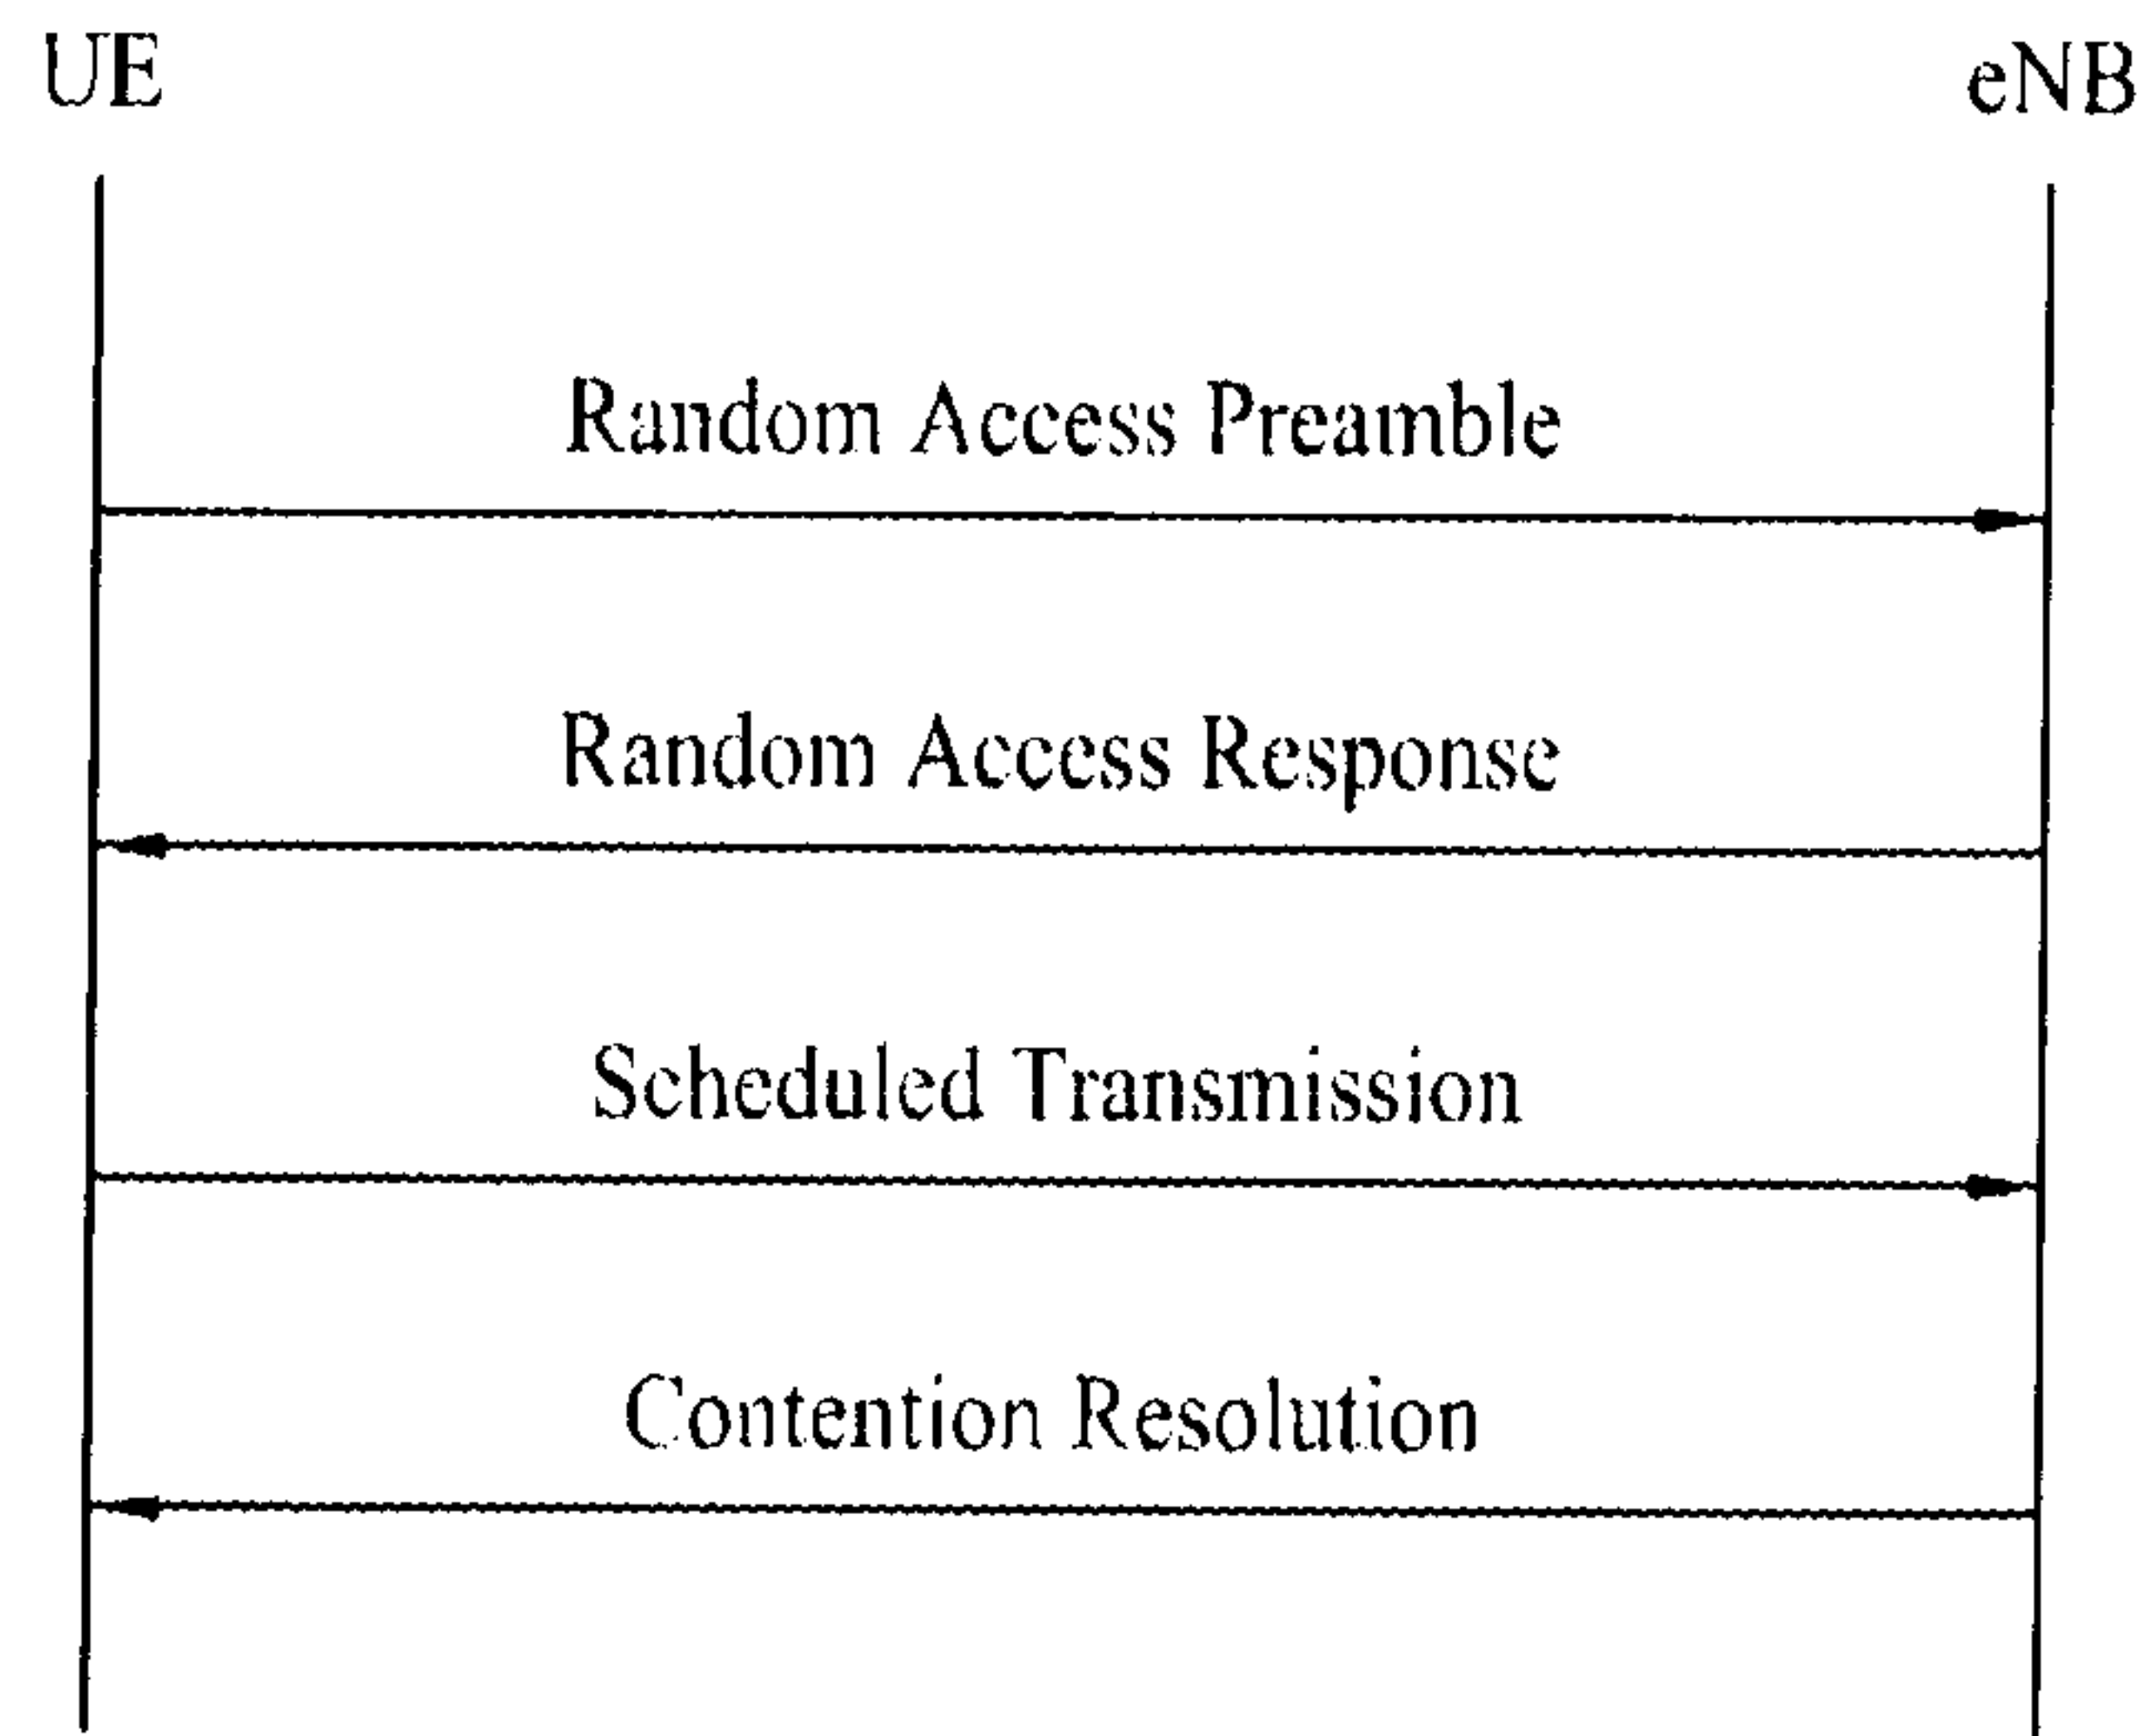 UE
eNB
Random Access Preamble
Random Access Response
Scheduled Transmission
Contention Resolution